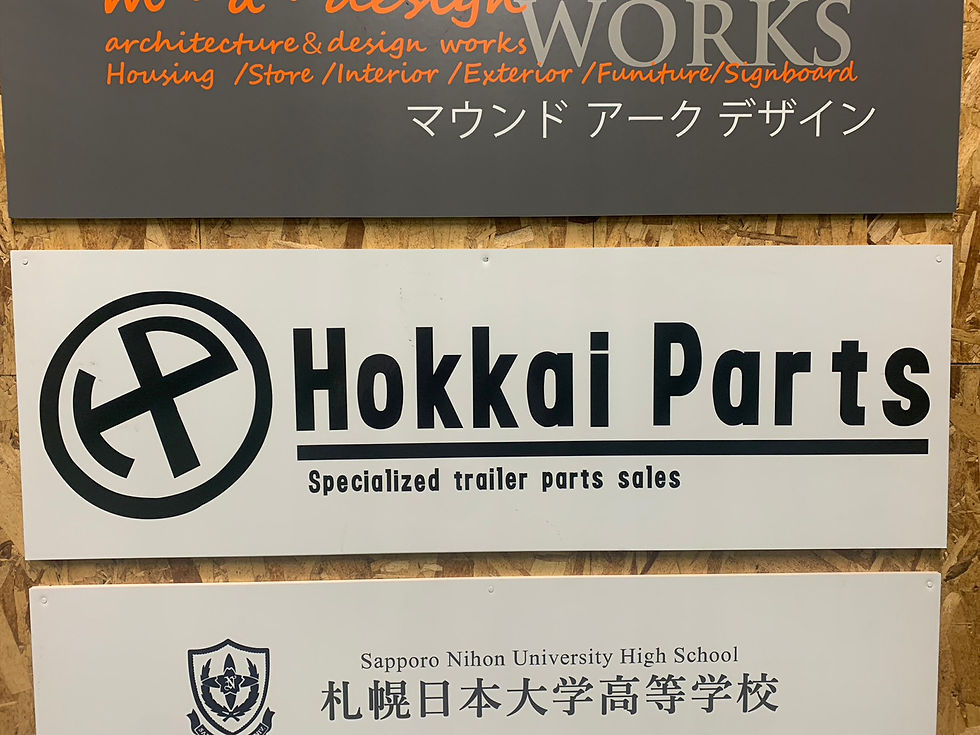 m・a・design WORKS
architecture&design works
Housing /Store /Interior /Exterior /Funiture/Signboard
マウンド アーク デザイン
Hokkai Parts
Specialized trailer parts sales
Sapporo Nihon University High School
札幌日本大学高等学校
N